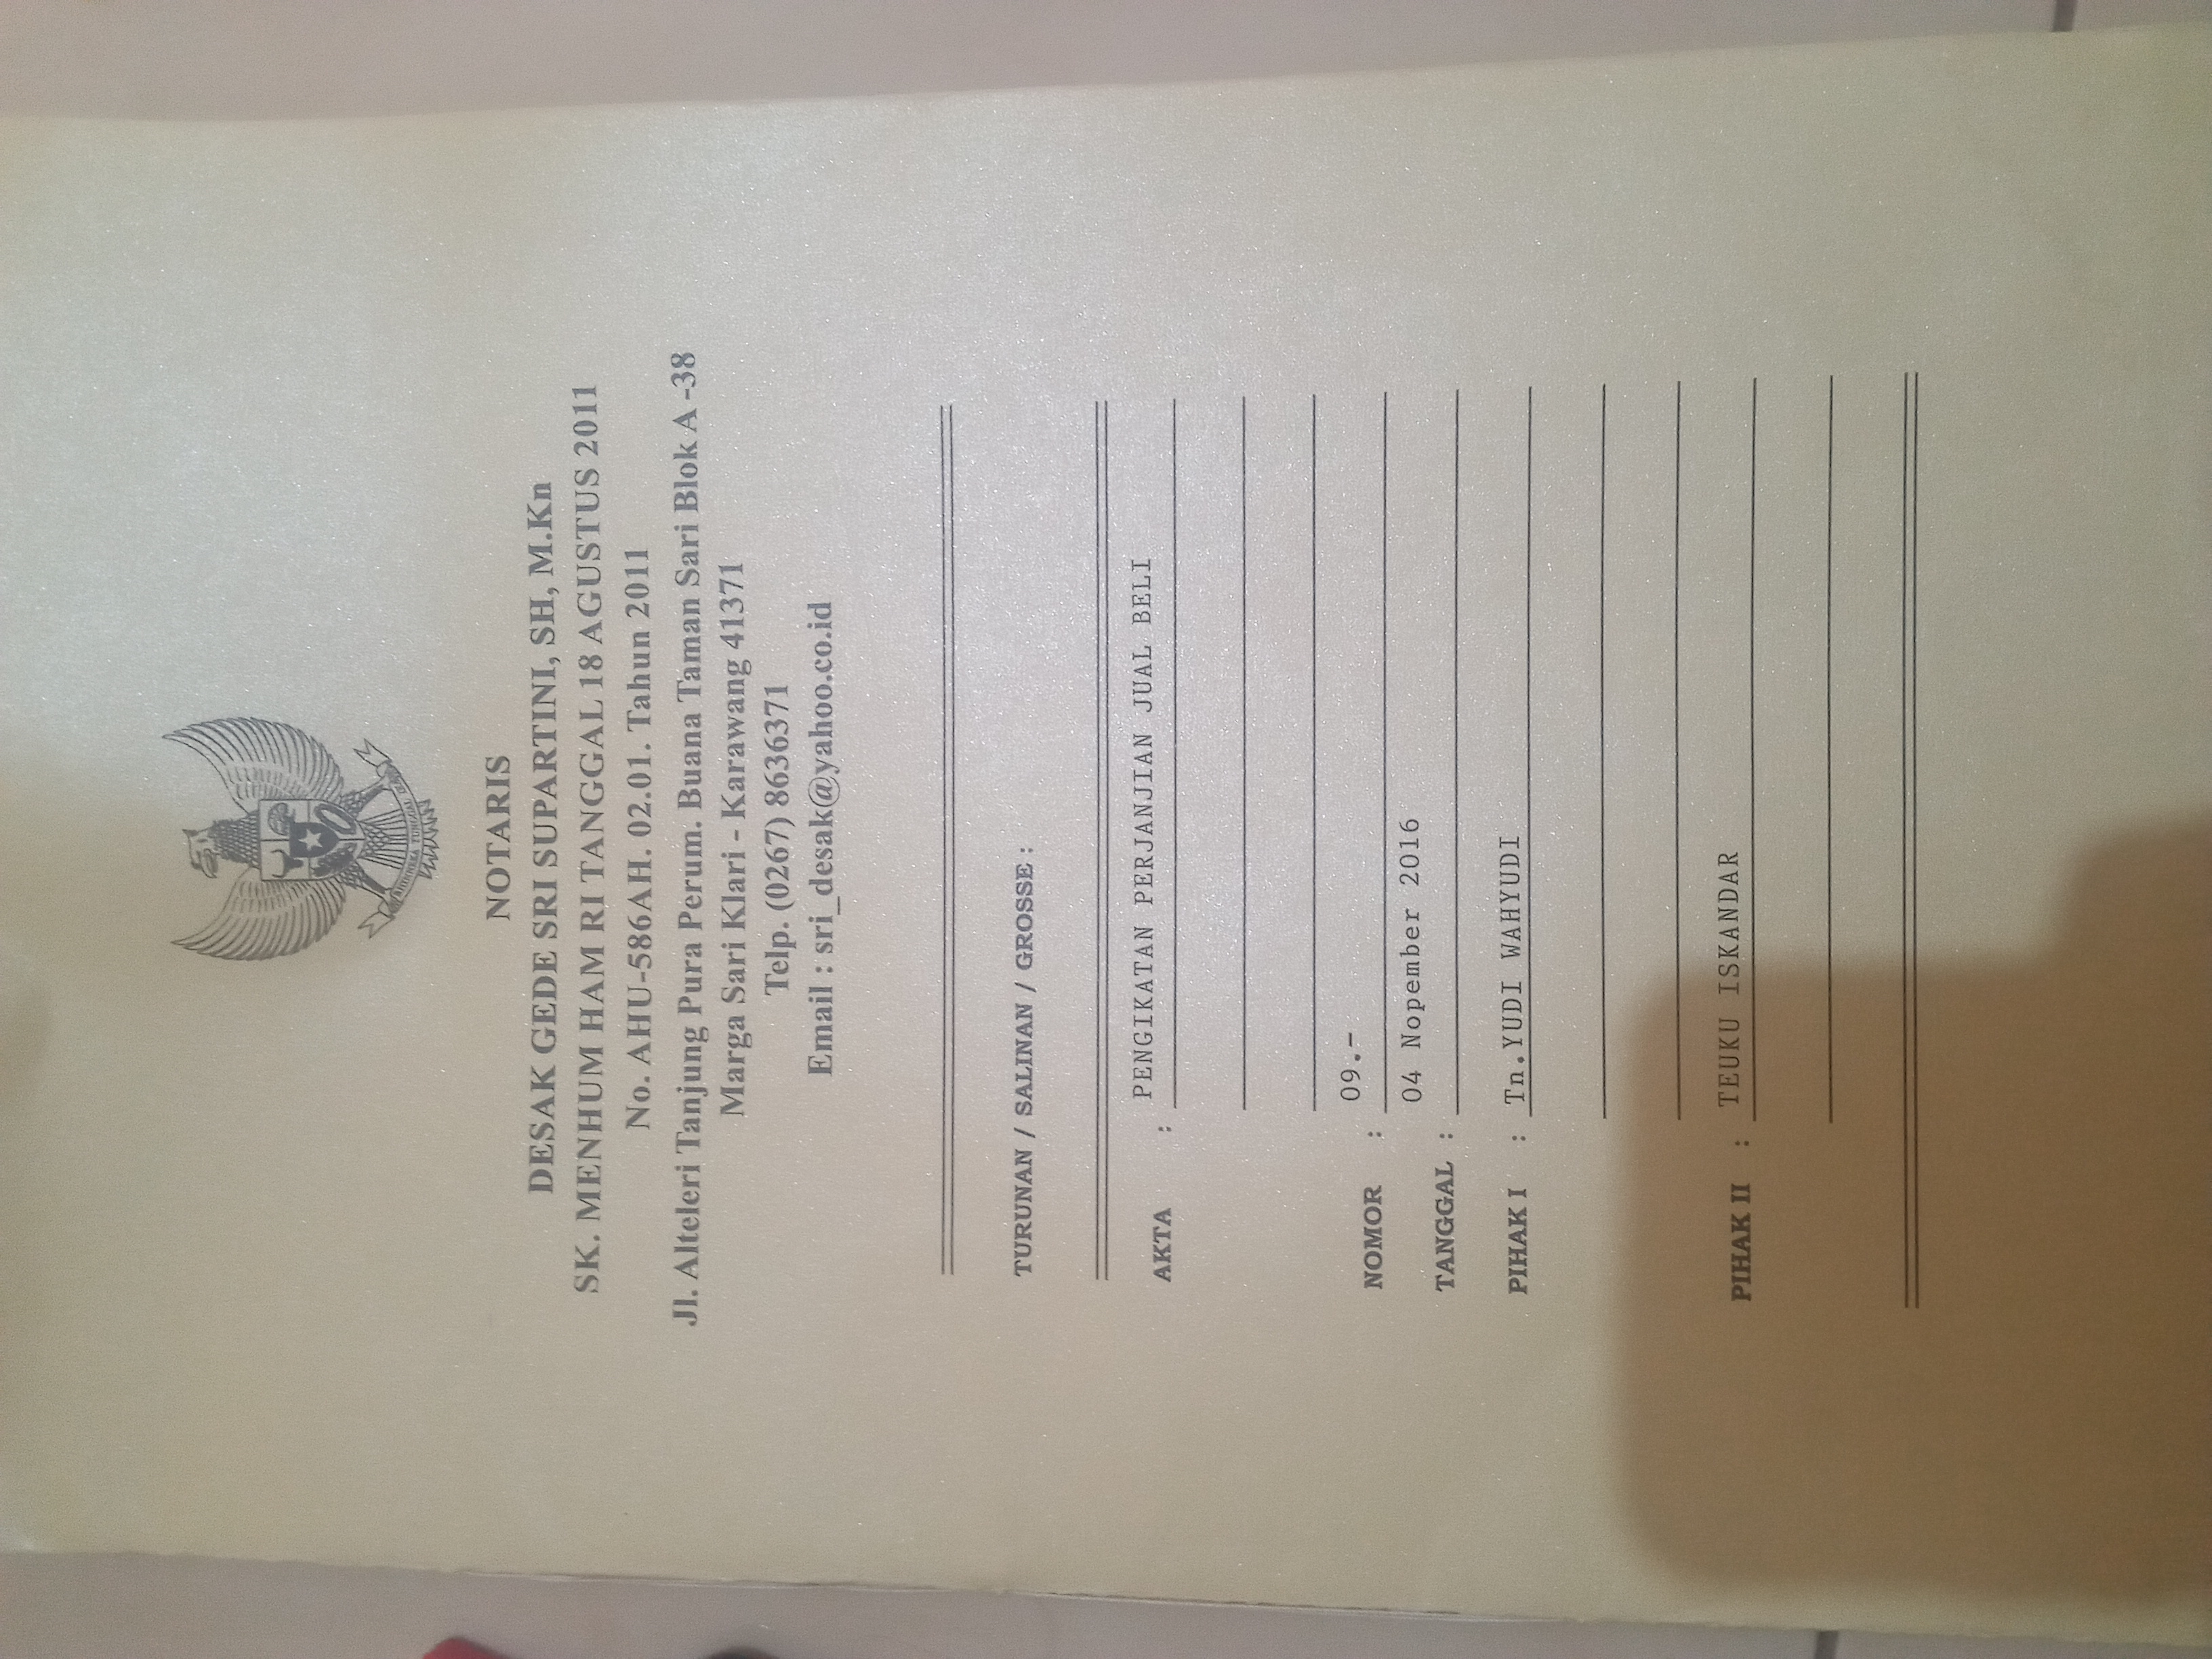 NOTARIS
DESAK GEDE SRI SUPARTINI, SH, M.Kn
SK. MENHUM HAM RI TANGGAL 18 AGUSTUS 2011
No. AHU-586AH. 02.01. Tahun 2011
Jl. Alteleri Tanjung Pura Perum. Buana Taman Sari Blok A -38
Marga Sari Klari - Karawang 41371
Telp. (0267) 8636371
Email : sri_desak@yahoo.co.id
TURUNAN / SALINAN / GROSSE :
AKTA : PENGIKATAN PERJANJIAN JUAL BELI
NOMOR : 09.-
TANGGAL : 04 Nopember 2016
PIHAK I : Tn.YUDI WAHYUDI
PIHAK II : TEUKU ISKANDAR